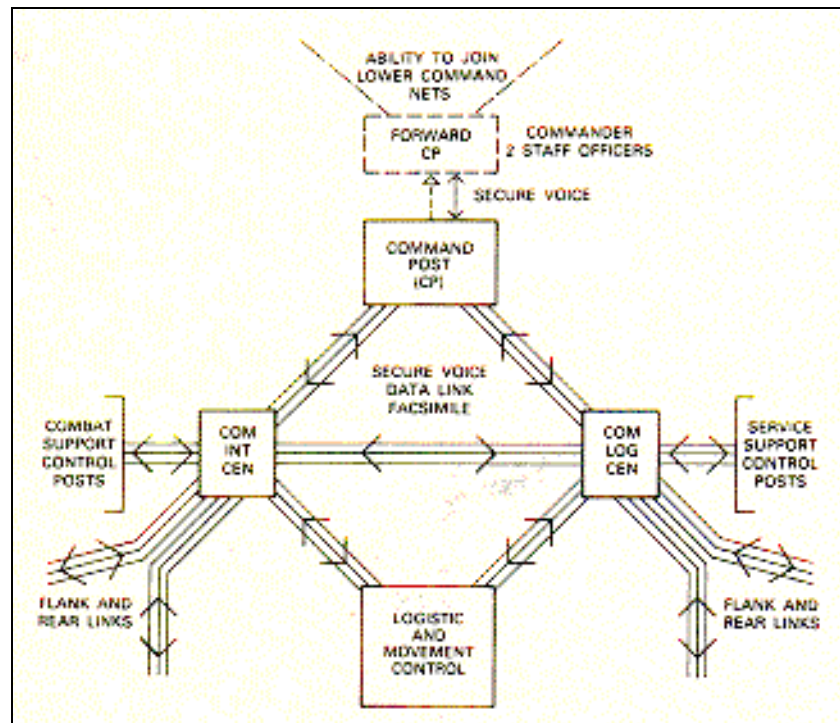 ABILITY TO JOIN
LOWER COMMAND
NETS
FORWARD
CP
COMMANDER
2 STAFF OFFICERS
SECURE VOICE
COMMAND
POST
(CP)
SECURE VOICE
DATA LINK
FACSIMILE
COMBAT
SUPPORT
CONTROL
POSTS
COM
INT
CEN
COM
LOG
CEN
SERVICE
SUPPORT
CONTROL
POSTS
FLANK AND
REAR LINKS
LOGISTIC
AND
MOVEMENT
CONTROL
FLANK AND
REAR LINKS